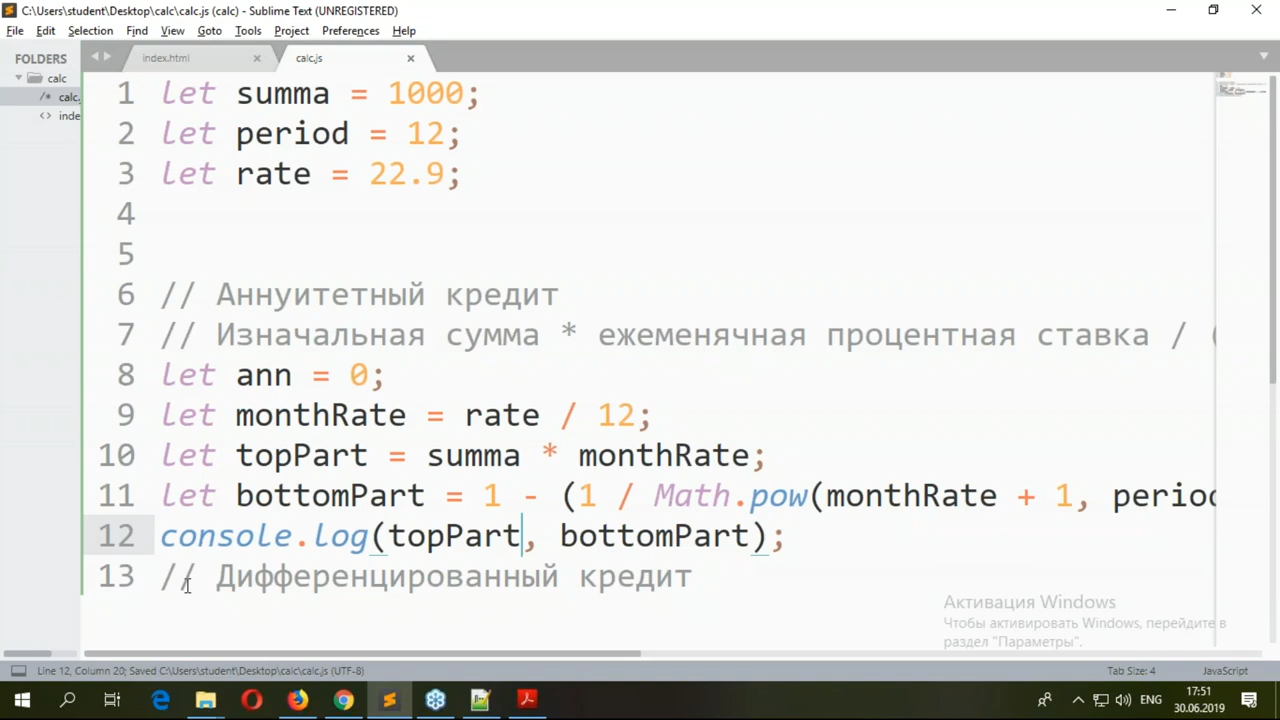 C:\Users\student\Desktop\calc\calc.js (calc) - Sublime Text (UNREGISTERED)
File Edit Selection Find View Goto Tools Project Preferences Help
FOLDERS
calc
/* calc.
<> inde
index.html
calc.js
1 let summa = 1000;
2 let period = 12;
3 let rate = 22.9;
4
5
6 // Аннуитетный кредит
7 // Изначальная сумма * ежеменячная процентная ставка / (
8 let ann = 0;
9 let monthRate = rate / 12;
10 let topPart = summa * monthRate;
11 let bottomPart = 1 - (1 / Math.pow(monthRate + 1, period
12 console.log(topPart, bottomPart);
13 // Дифференцированный кредит
Активация Windows
Чтобы активировать Windows, перейдите в
раздел "Параметры".
Line 12, Column 20; Saved C:\Users\student\Desktop\calc\calc.js (UTF-8)
Tab Size: 4
JavaScript
ENG
17:51
30.06.2019